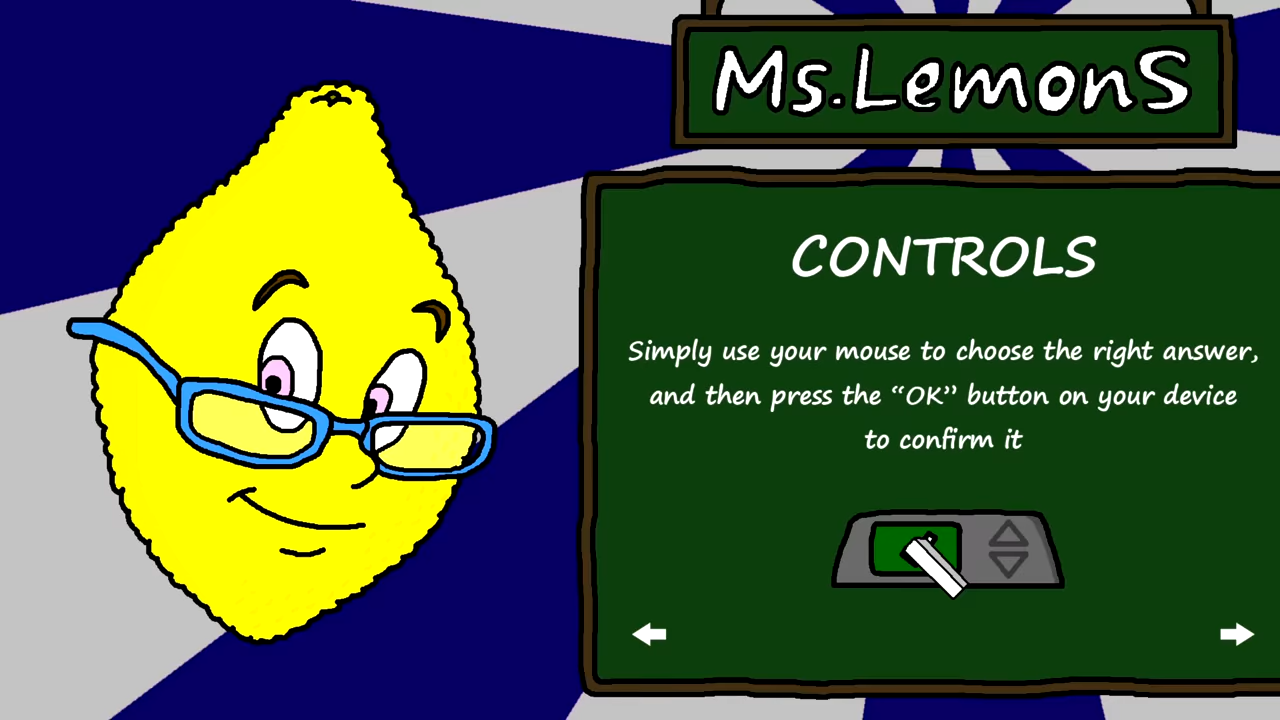 Ms.LemonS
CONTROLS
Simply use your mouse to choose the right answer,
and then press the “OK” button on your device
to confirm it